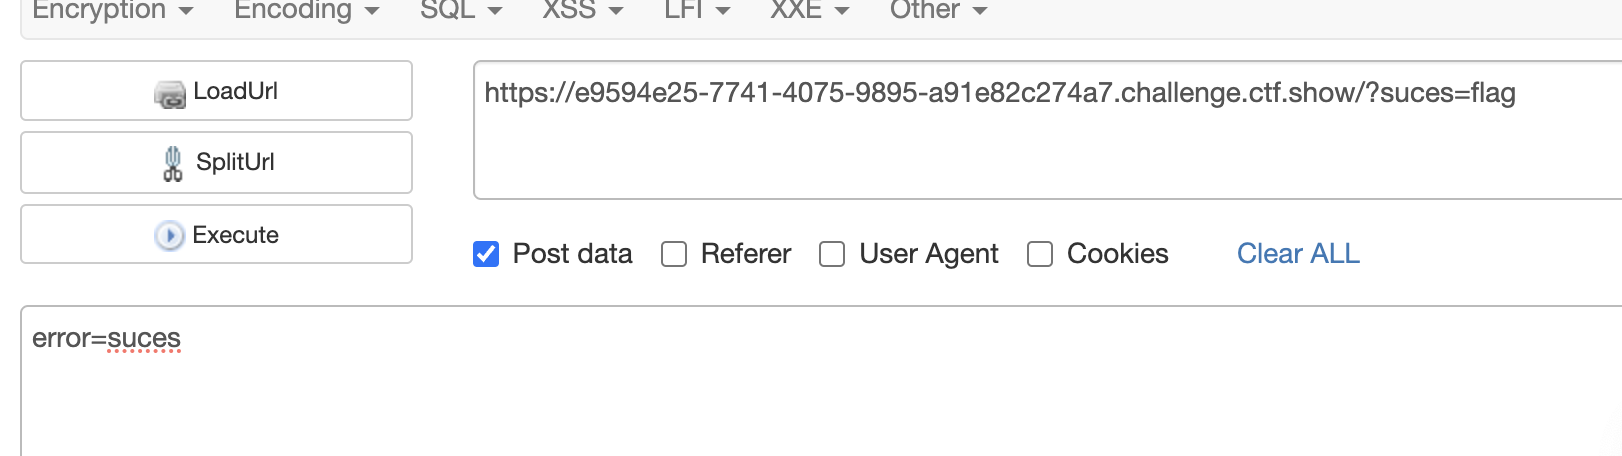 Encryption Encoding SQL XSS LFI XXE Other
LoadUrl
https://e9594e25-7741-4075-9895-a91e82c274a7.challenge.ctf.show/?suces=flag
SplitUrl
Execute
Post data Referer User Agent Cookies Clear ALL
error=suces